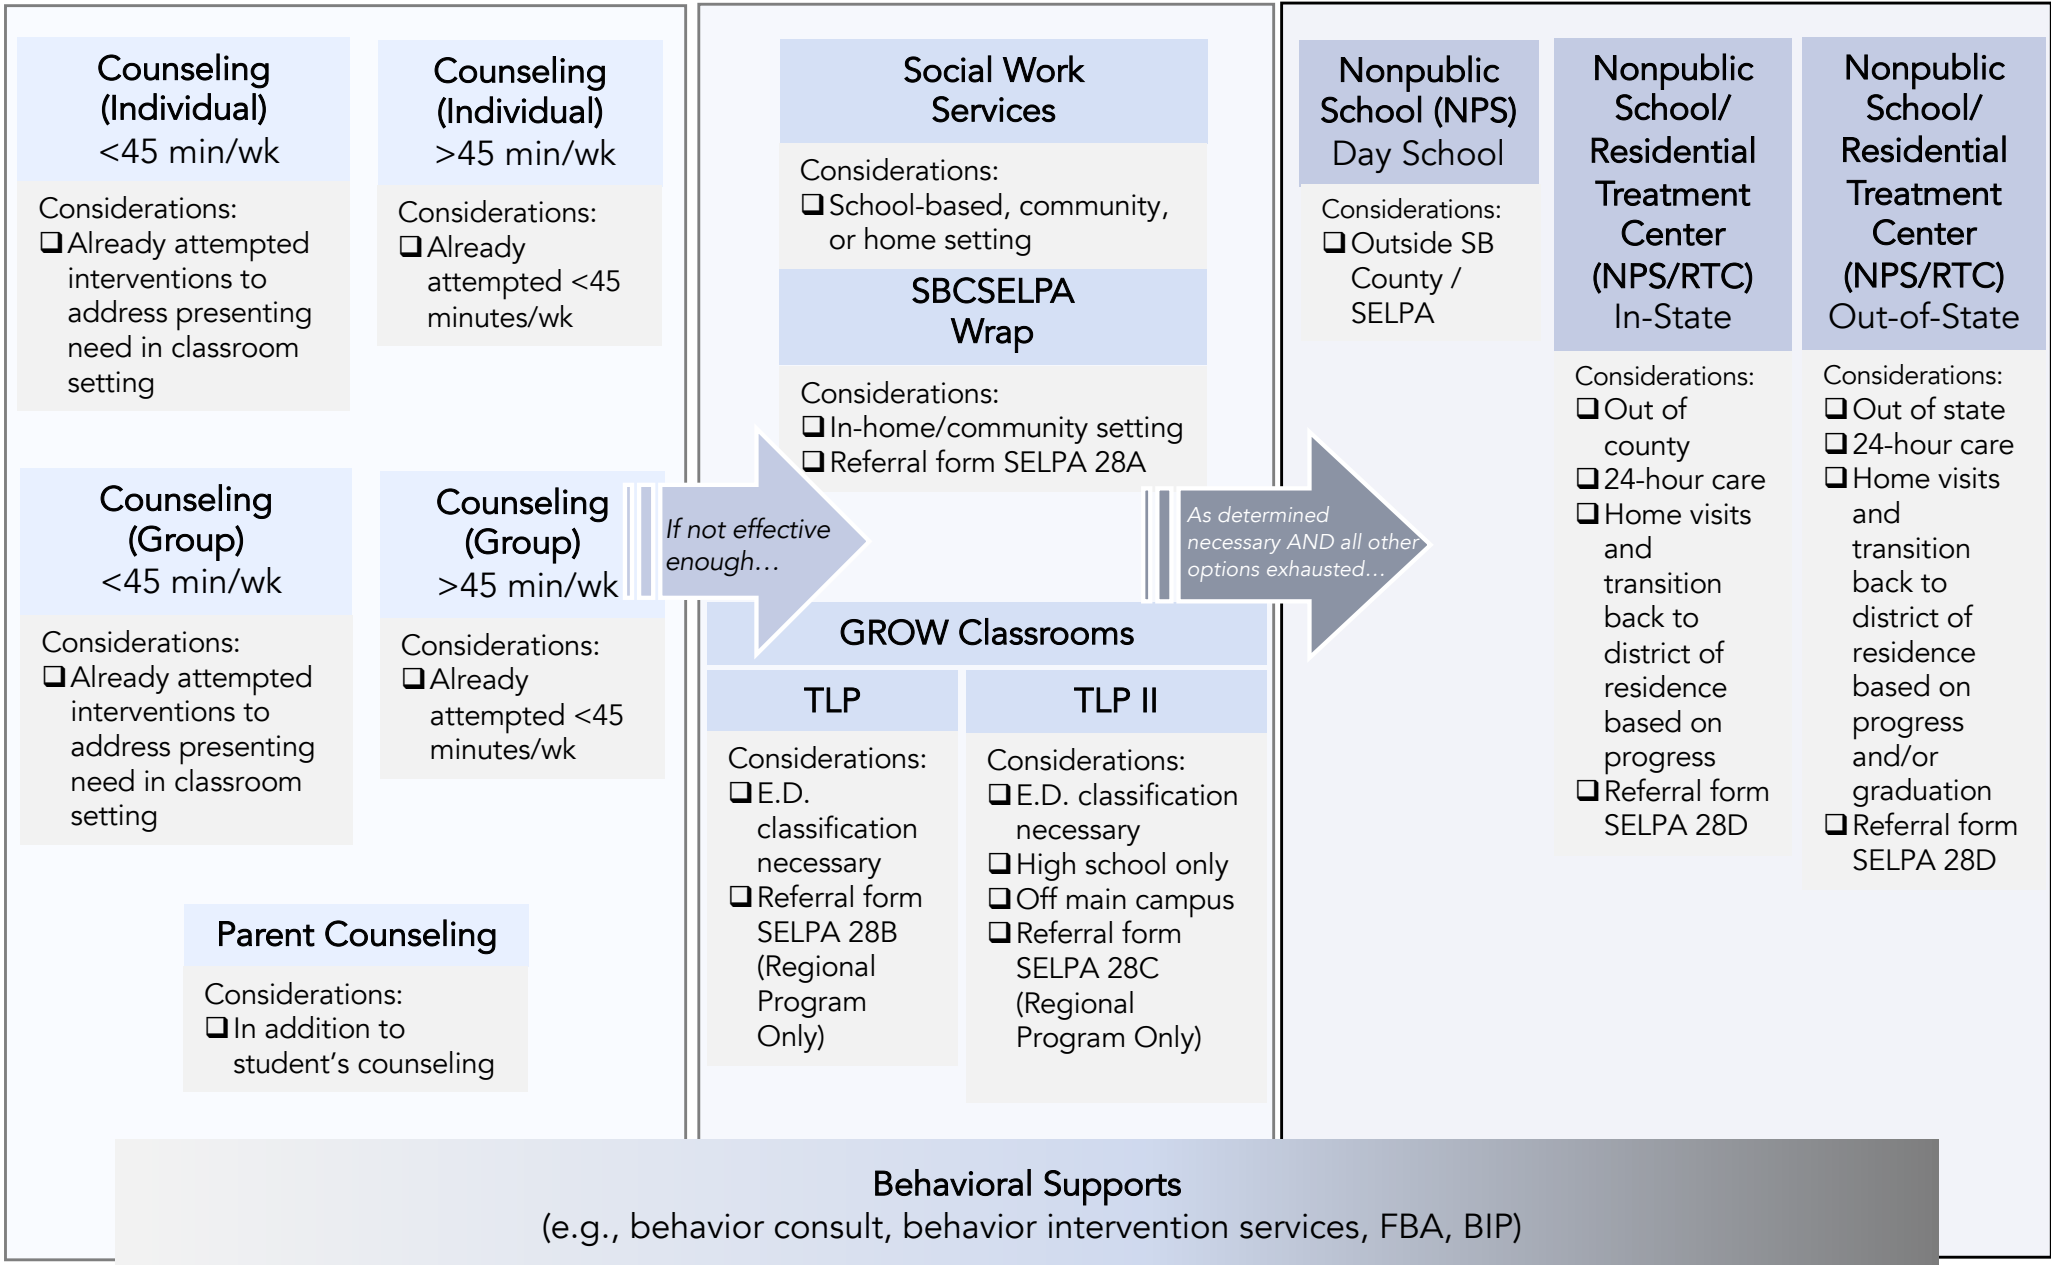 Counseling
(Individual)
<45 min/wk
Considerations:
❑ Already attempted
interventions to
address presenting
need in classroom
setting
Counseling
(Individual)
>45 min/wk
Considerations:
❑ Already
attempted <45
minutes/wk
Counseling
(Group)
<45 min/wk
Considerations:
❑ Already attempted
interventions to
address presenting
need in classroom
setting
Counseling
(Group)
>45 min/wk
Considerations:
❑ Already
attempted <45
minutes/wk
Parent Counseling
Considerations:
❑ In addition to
student’s counseling
If not effective
enough…
Social Work
Services
Considerations:
❑ School-based, community,
or home setting
SBCSELPA
Wrap
Considerations:
❑ In-home/community setting
❑ Referral form SELPA 28A
GROW Classrooms
TLP
Considerations:
❑ E.D.
classification
necessary
❑ Referral form
SELPA 28B
(Regional
Program
Only)
TLP II
Considerations:
❑ E.D. classification
necessary
❑ High school only
❑ Off main campus
❑ Referral form
SELPA 28C
(Regional
Program Only)
As determined
necessary AND all other
options exhausted…
Nonpublic
School (NPS)
Day School
Considerations:
❑ Outside SB
County /
SELPA
Nonpublic
School/
Residential
Treatment
Center
(NPS/RTC)
In-State
Considerations:
❑ Out of
county
❑ 24-hour care
❑ Home visits
and
transition
back to
district of
residence
based on
progress
❑ Referral form
SELPA 28D
Nonpublic
School/
Residential
Treatment
Center
(NPS/RTC)
Out-of-State
Considerations:
❑ Out of state
❑ 24-hour care
❑ Home visits
and
transition
back to
district of
residence
based on
progress
and/or
graduation
❑ Referral form
SELPA 28D
Behavioral Supports
(e.g., behavior consult, behavior intervention services, FBA, BIP)